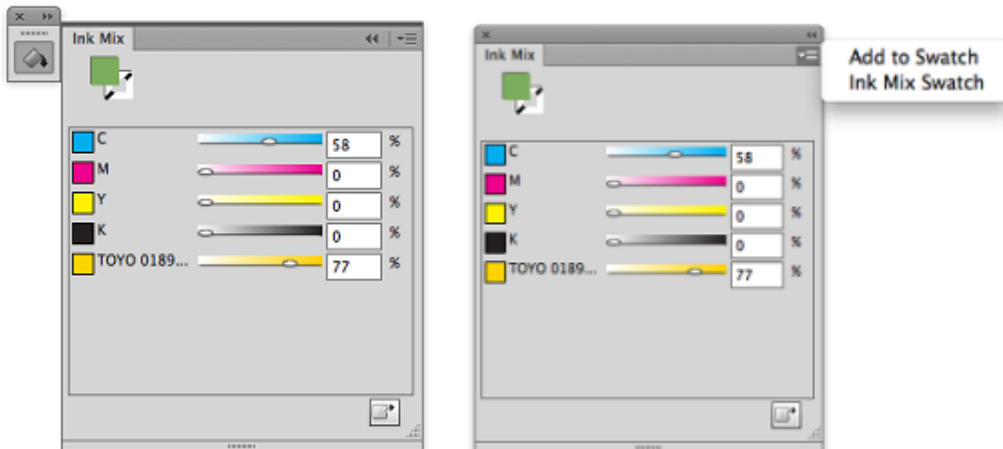 Ink Mix
C 58 %
M 0 %
Y 0 %
K 0 %
TOYO 0189... 77 %
Ink Mix
C 58 %
M 0 %
Y 0 %
K 0 %
TOYO 0189... 77 %
Add to Swatch
Ink Mix Swatch